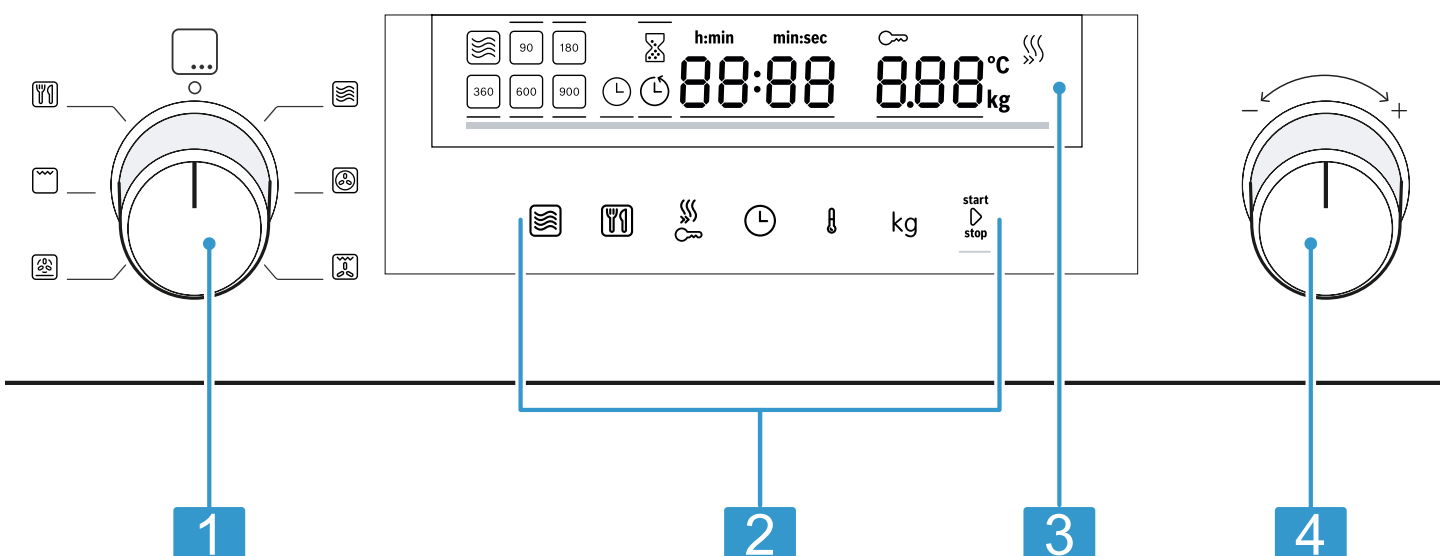 h:min min:sec
90 180
88:88 8.88 °C
360 600 900
kg
− +
start
kg
stop
1 2 3 4